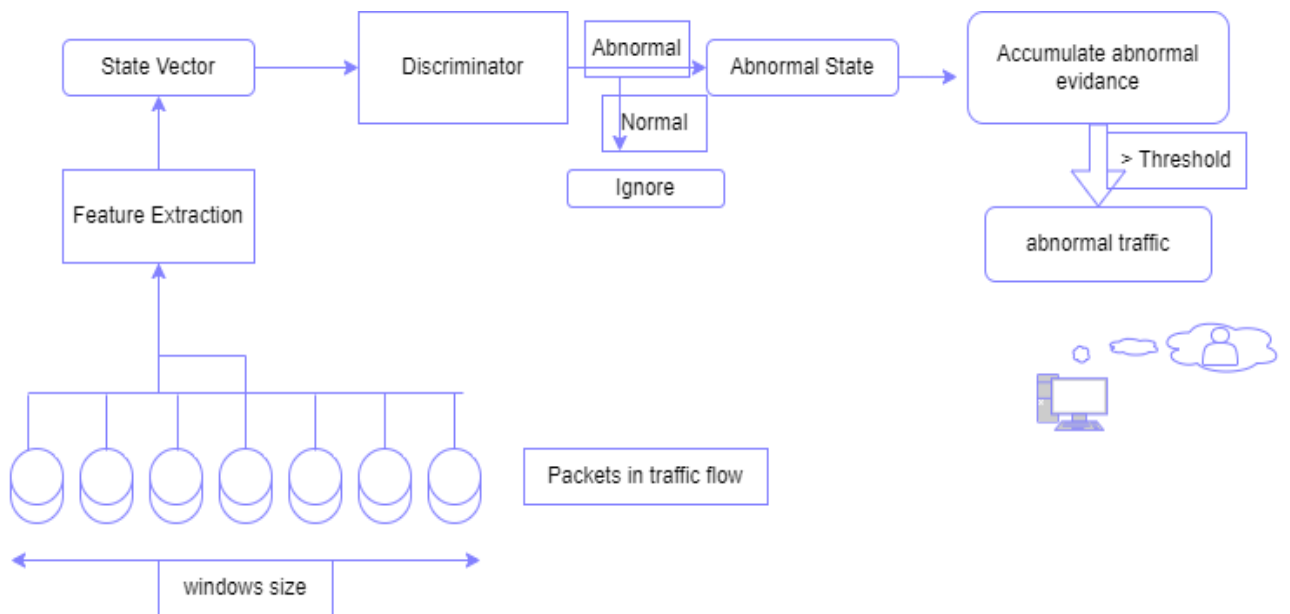 State Vector
Discriminator
Abnormal
Abnormal State
Accumulate abnormal
evidance
Normal
> Threshold
Ignore
Feature Extraction
abnormal traffic
Packets in traffic flow
windows size